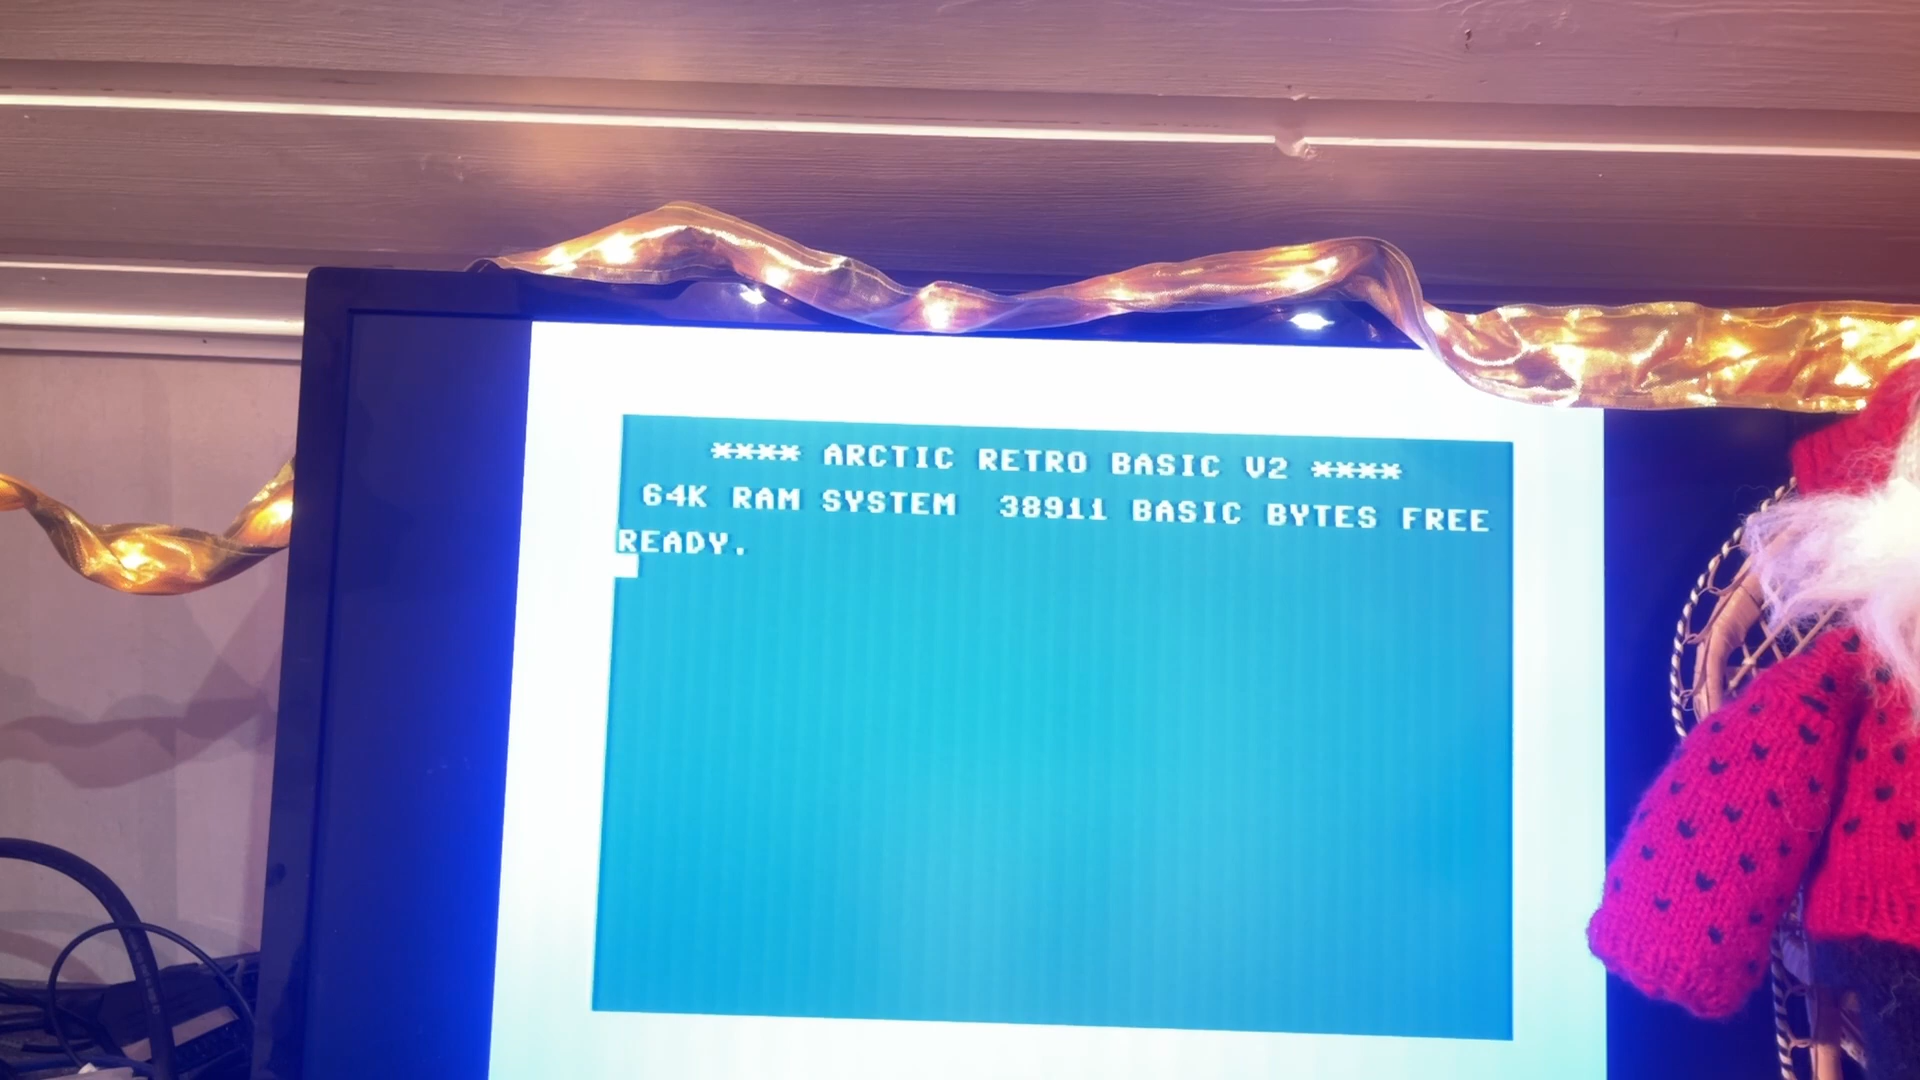 **** ARCTIC RETRO BASIC V2 ****
64K RAM SYSTEM  38911 BASIC BYTES FREE
READY.